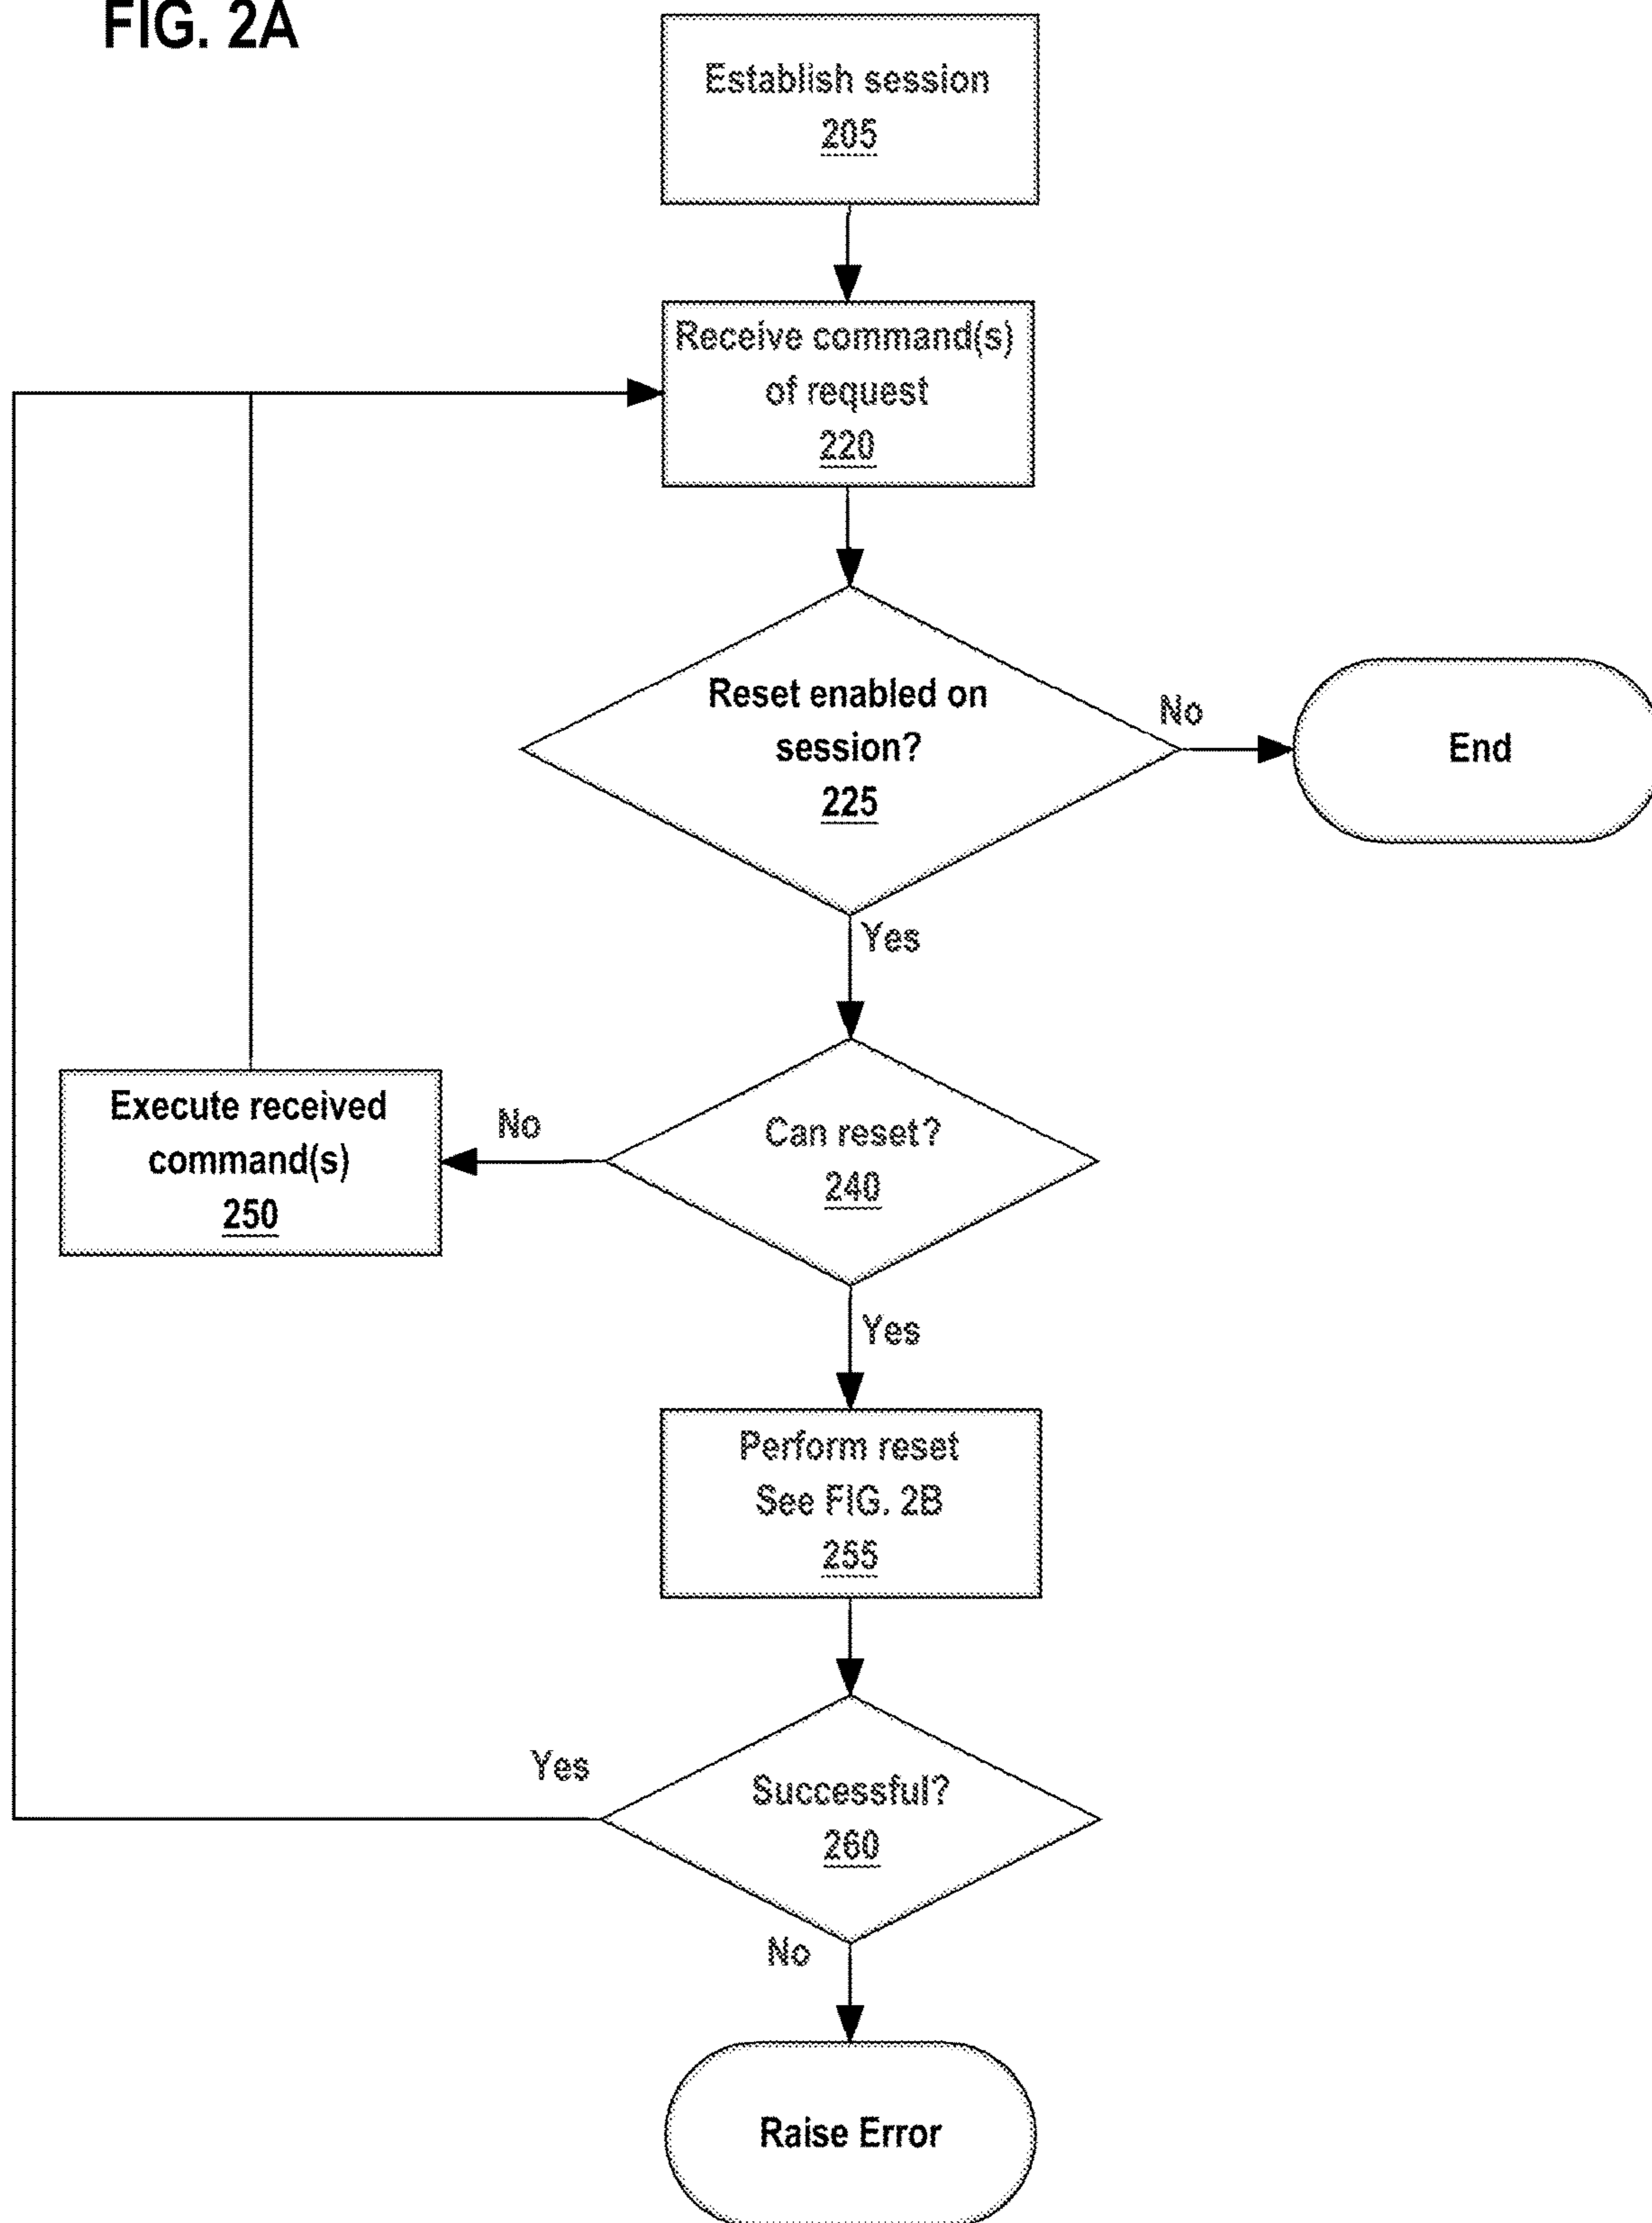 FIG. 2A
Establish session
205
Receive command(s)
of request
220
Reset enabled on
session?
225
No
End
Yes
Can reset?
240
No
Execute received
command(s)
250
Yes
Perform reset
See FIG. 2B
255
Successful?
260
Yes
No
Raise Error